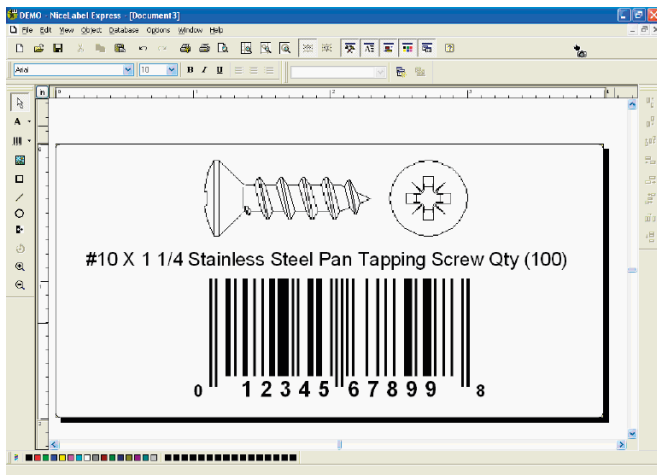 DEMO - NiceLabel Express - [Document3]
File Edit View Object Database Options Window Help
Arial 10 B I U
#10 X 1 1/4 Stainless Steel Pan Tapping Screw Qty (100)
0 12345 67899 8